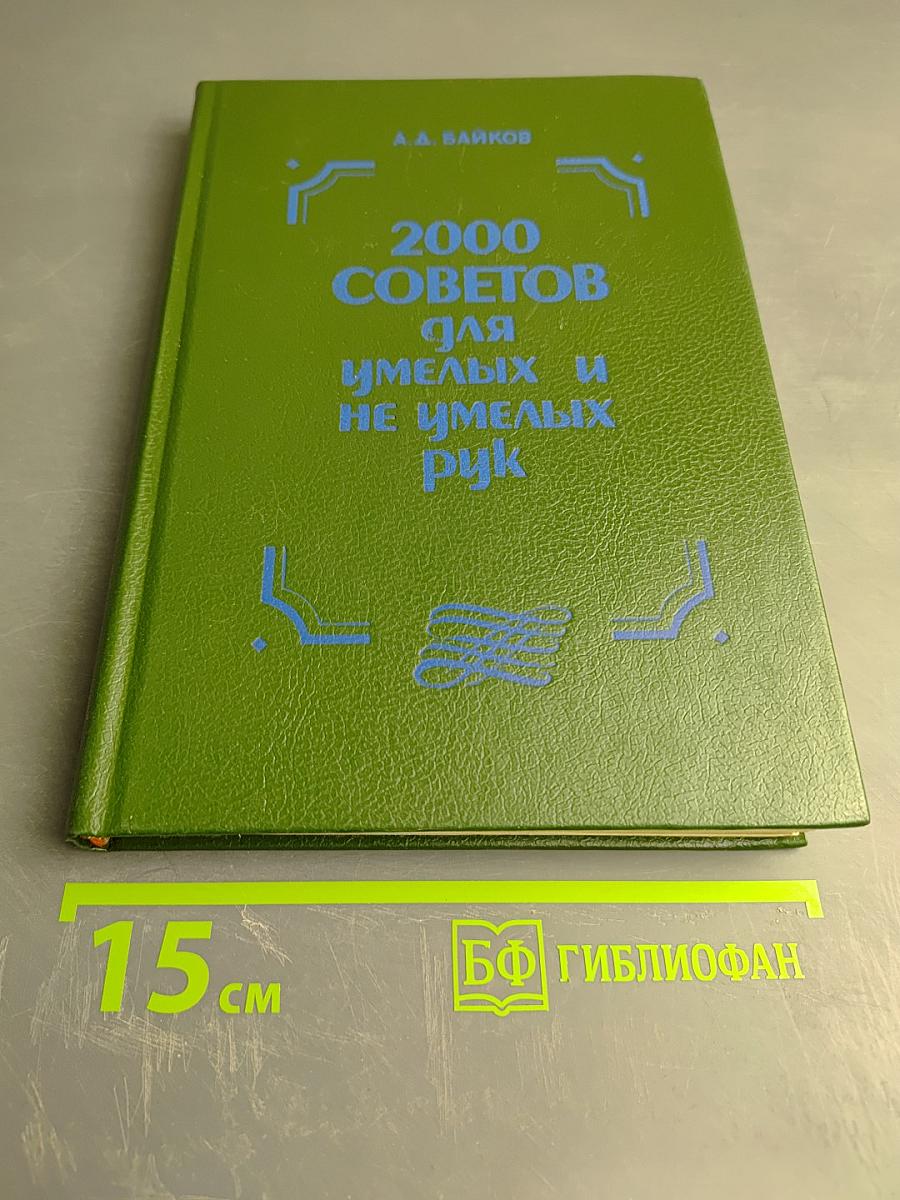 А.Д. БАЙКОВ
2000
СОВЕТОВ
для
умелых и
не умелых
рук
15 см
БФ ГИБЛИОФАН